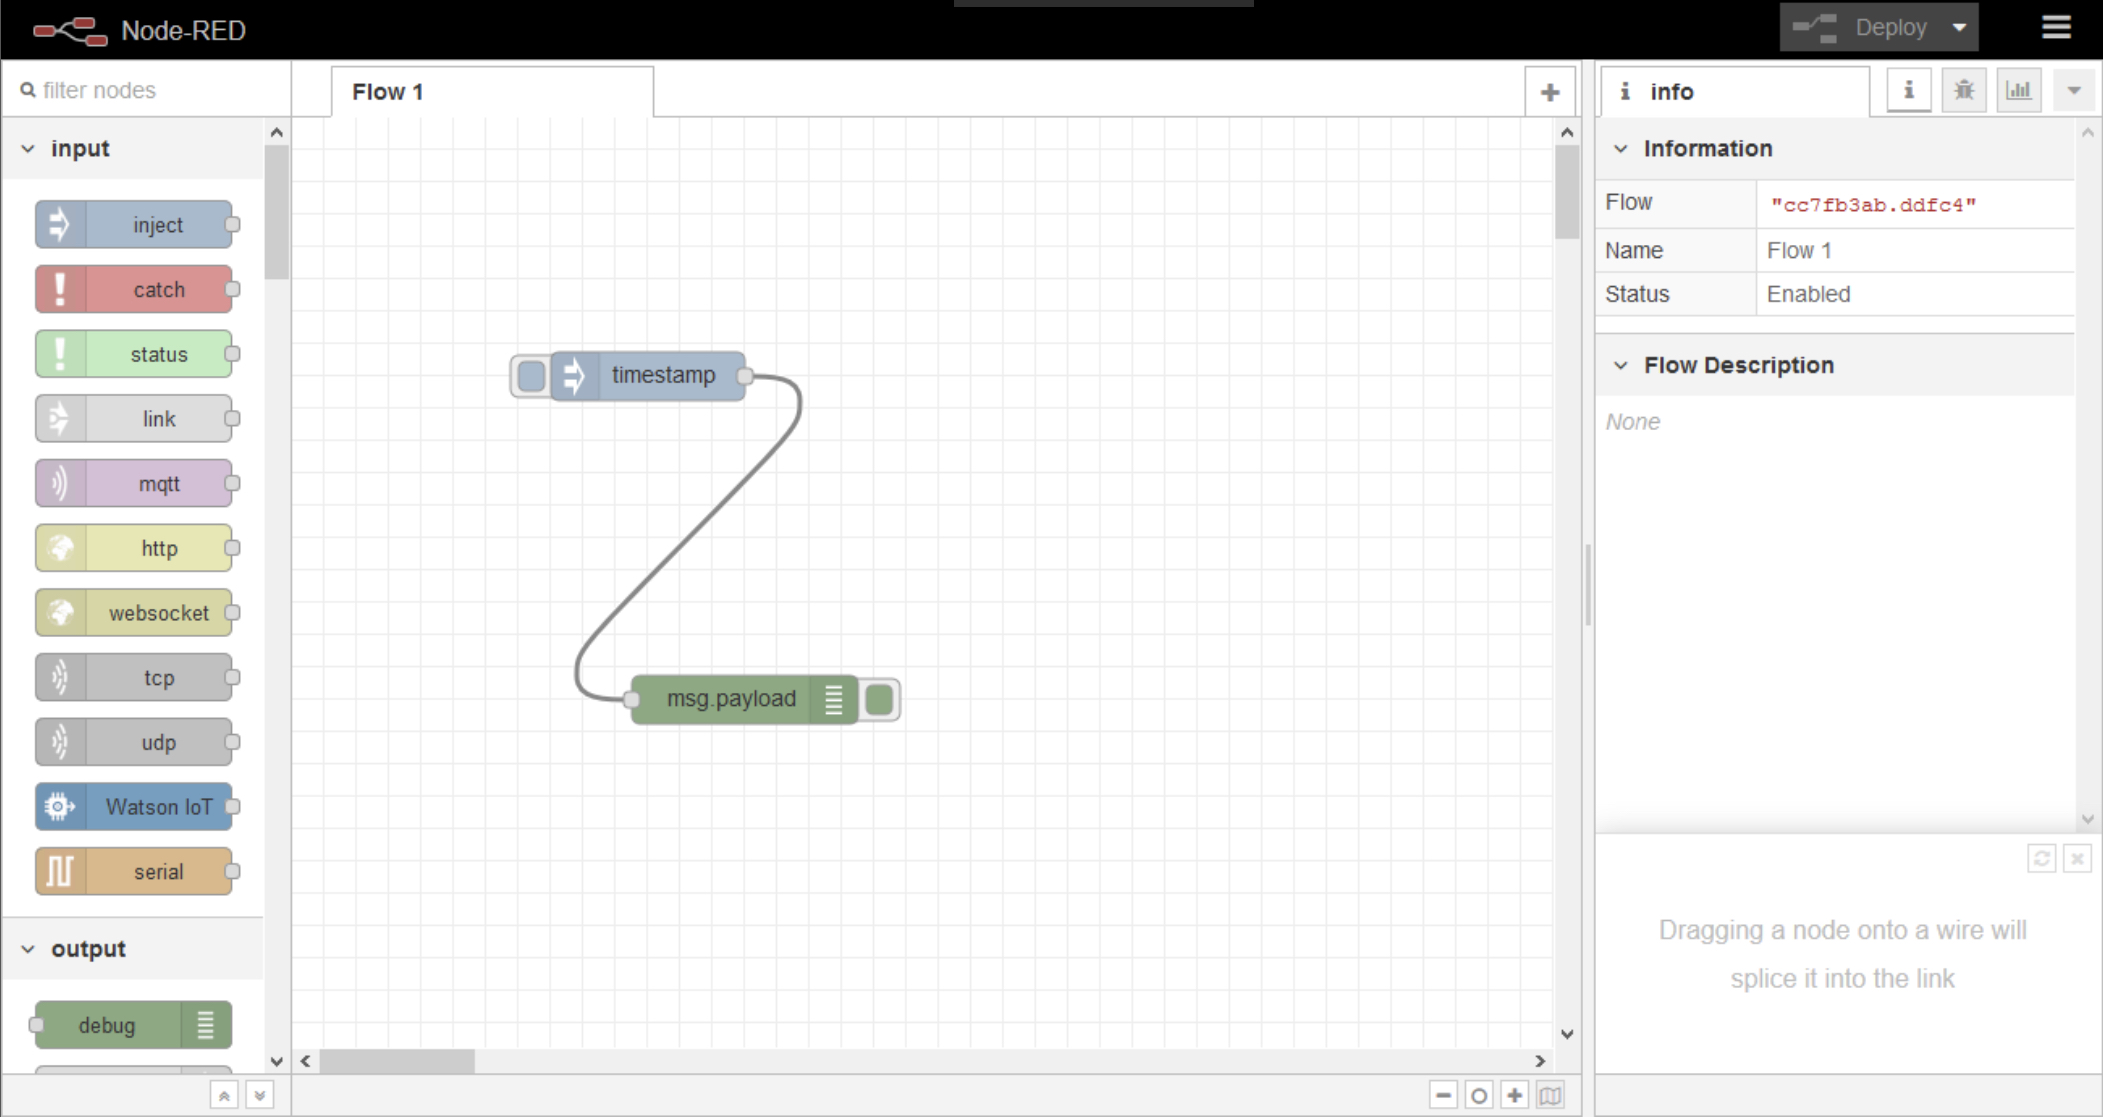 Node-RED
Deploy
filter nodes
Flow 1
info
input
inject
catch
status
link
mqtt
http
websocket
tcp
udp
Watson IoT
serial
output
debug
timestamp
msg.payload
Information
Flow "cc7fb3ab.ddfc4"
Name Flow 1
Status Enabled
Flow Description
None
Dragging a node onto a wire will
splice it into the link